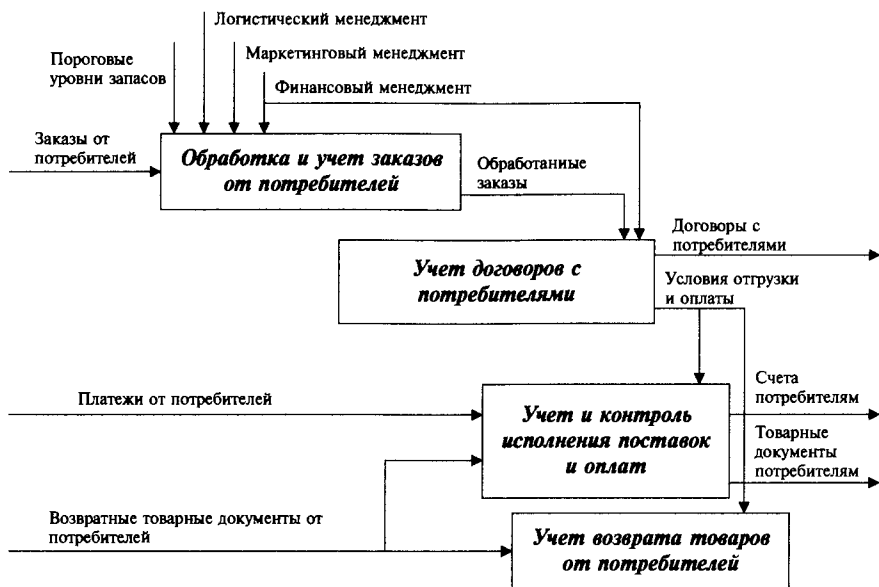 Логистический менеджмент
Маркетинговый менеджмент
Пороговые
уровни запасов
Финансовый менеджмент
Заказы от
потребителей
Обработка и учет заказов
от потребителей
Обработанные
заказы
Договоры с
потребителями
Учет договоров с
потребителями
Условия отгрузки
и оплаты
Платежи от потребителей
Учет и контроль
исполнения поставок
и оплат
Счета
потребителям
Товарные
документы
потребителям
Возвратные товарные документы от
потребителей
Учет возврата товаров
от потребителей